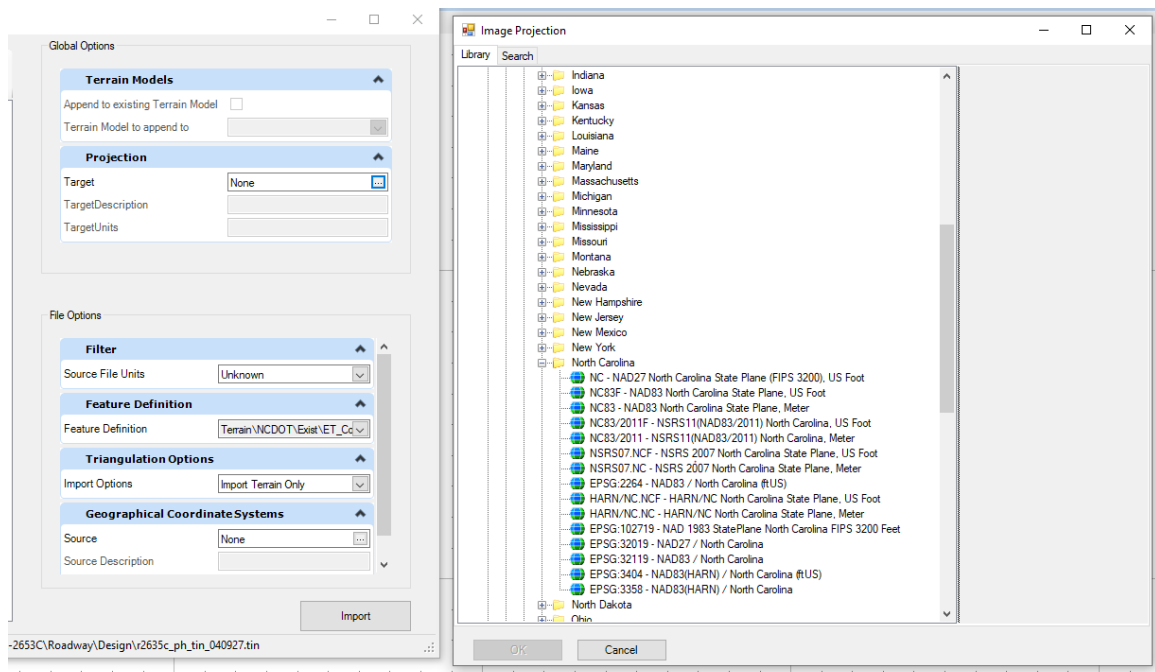 Global Options
Terrain Models
Append to existing Terrain Model
Terrain Model to append to
Projection
Target None ...
TargetDescription
TargetUnits
File Options
Filter
Source File Units Unknown
Feature Definition
Feature Definition Terrain\NCDOT\Exist\ET_Cc
Triangulation Options
Import Options Import Terrain Only
Geographical Coordinate Systems
Source None ...
Source Description
Import
-2653C\Roadway\Design\r2635c_ph_tin_040927.tin
Image Projection
Library Search
Indiana
Iowa
Kansas
Kentucky
Louisiana
Maine
Maryland
Massachusetts
Michigan
Minnesota
Mississippi
Missouri
Montana
Nebraska
Nevada
New Hampshire
New Jersey
New Mexico
New York
North Carolina
NC - NAD27 North Carolina State Plane (FIPS 3200), US Foot
NC83F - NAD83 North Carolina State Plane, US Foot
NC83 - NAD83 North Carolina State Plane, Meter
NC83/2011F - NSRS11(NAD83/2011) North Carolina, US Foot
NC83/2011 - NSRS11(NAD83/2011) North Carolina, Meter
NSRS07.NCF - NSRS 2007 North Carolina State Plane, US Foot
NSRS07.NC - NSRS 2007 North Carolina State Plane, Meter
EPSG:2264 - NAD83 / North Carolina (ftUS)
HARN/NC.NCF - HARN/NC North Carolina State Plane, US Foot
HARN/NC.NC - HARN/NC North Carolina State Plane, Meter
EPSG:102719 - NAD 1983 StatePlane North Carolina FIPS 3200 Feet
EPSG:32019 - NAD27 / North Carolina
EPSG:32119 - NAD83 / North Carolina
EPSG:3404 - NAD83(HARN) / North Carolina (ftUS)
EPSG:3358 - NAD83(HARN) / North Carolina
North Dakota
Ohio
OK Cancel